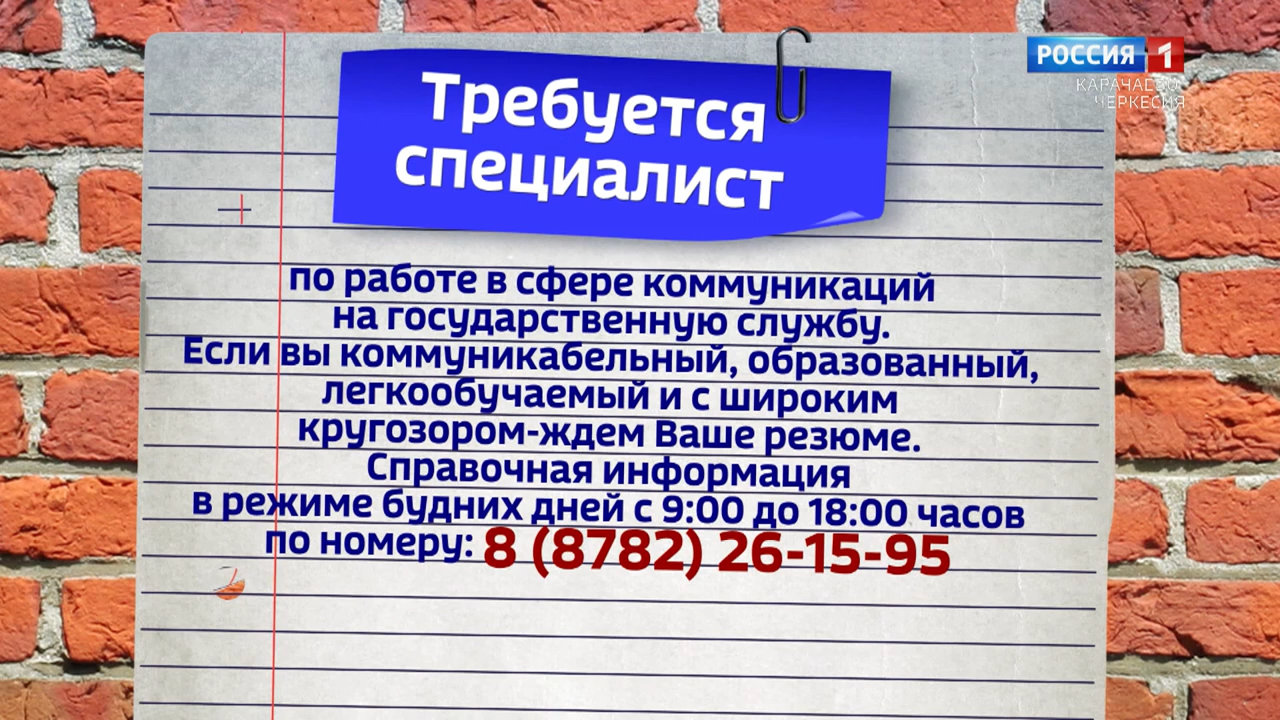 РОССИЯ 1
КАРАЧАЕВО
ЧЕРКЕСИЯ
Требуется
специалист
по работе в сфере коммуникаций
на государственную службу.
Если вы коммуникабельный, образованный,
легкообучаемый и с широким
кругозором-ждем Ваше резюме.
Справочная информация
в режиме будних дней с 9:00 до 18:00 часов
по номеру: 8 (8782) 26-15-95